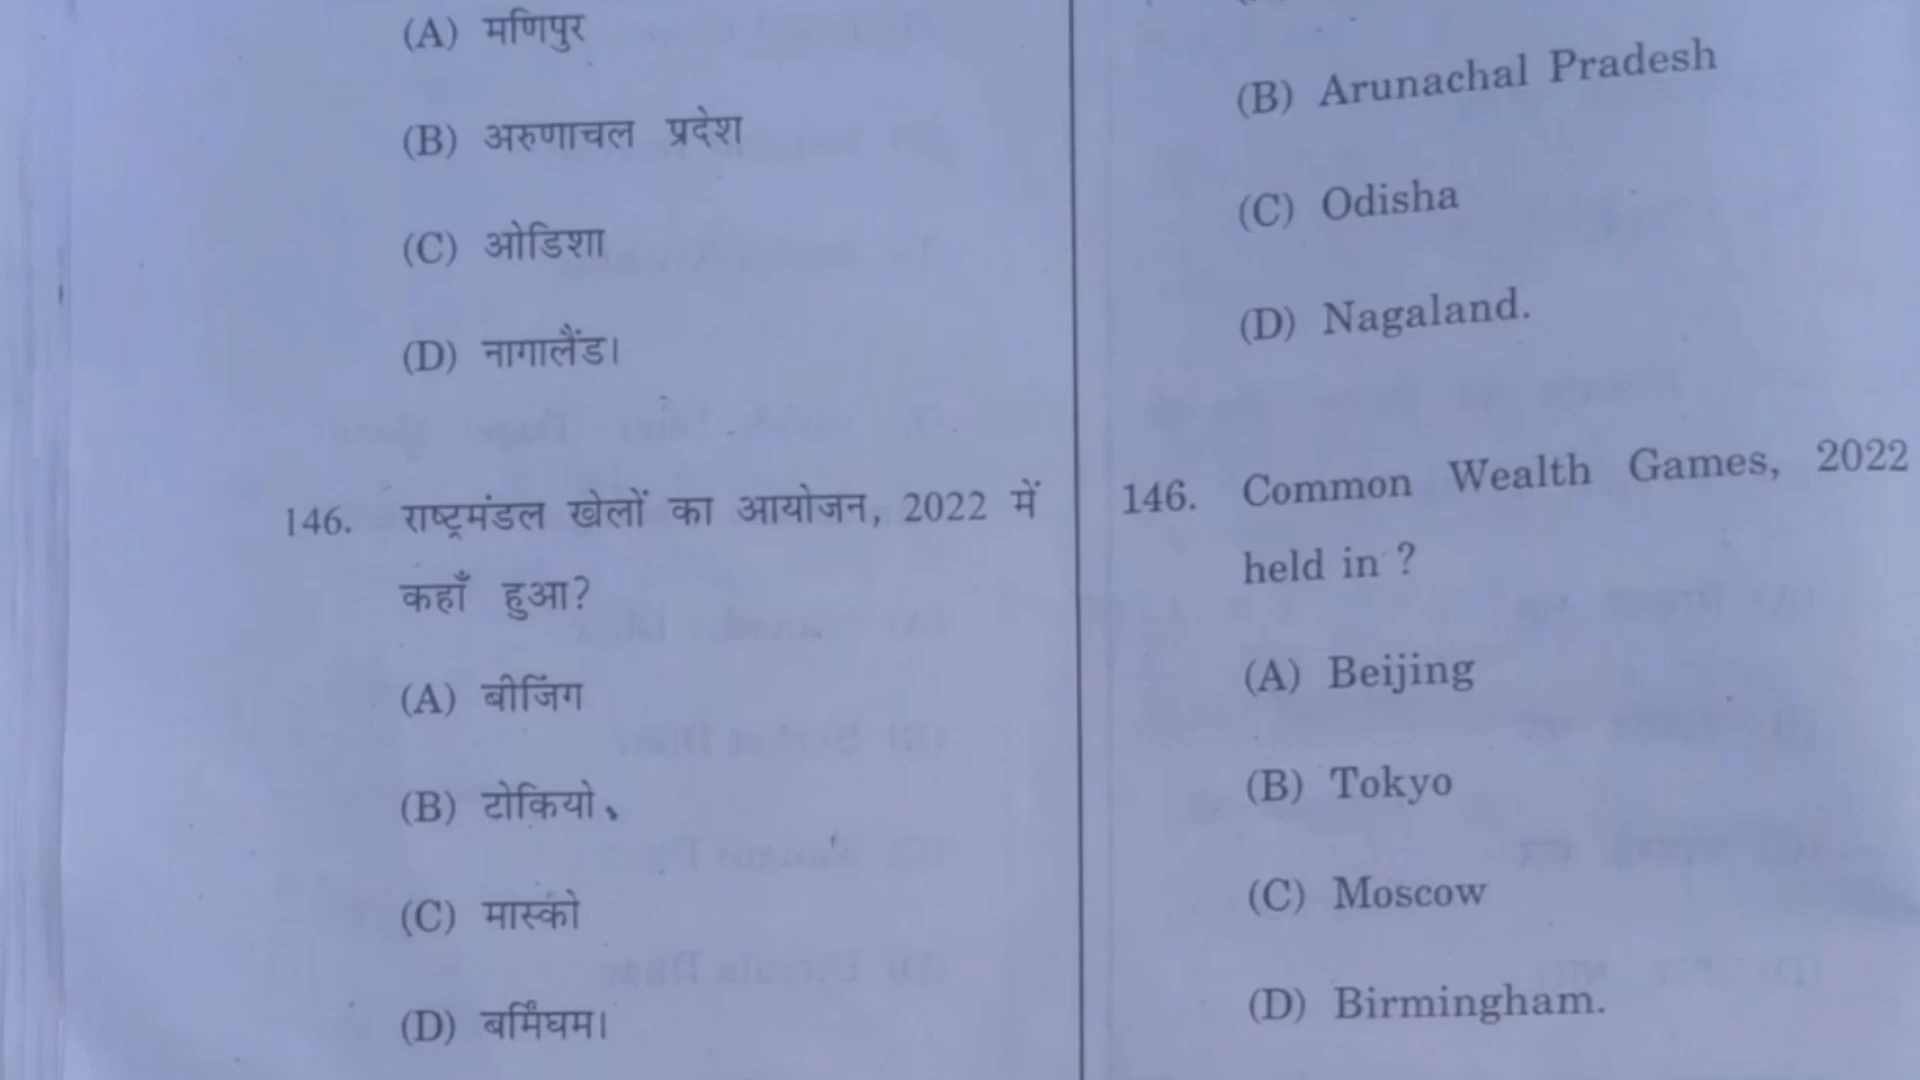 (A) मणिपुर
(B) अरुणाचल प्रदेश
(C) ओडिशा
(D) नागालैंड।
146. राष्ट्रमंडल खेलों का आयोजन, 2022 में
कहाँ हुआ?
(A) बीजिंग
(B) टोकियो
(C) मास्को
(D) बर्मिंघम।
(B) Arunachal Pradesh
(C) Odisha
(D) Nagaland.
146. Common Wealth Games, 2022
held in ?
(A) Beijing
(B) Tokyo
(C) Moscow
(D) Birmingham.